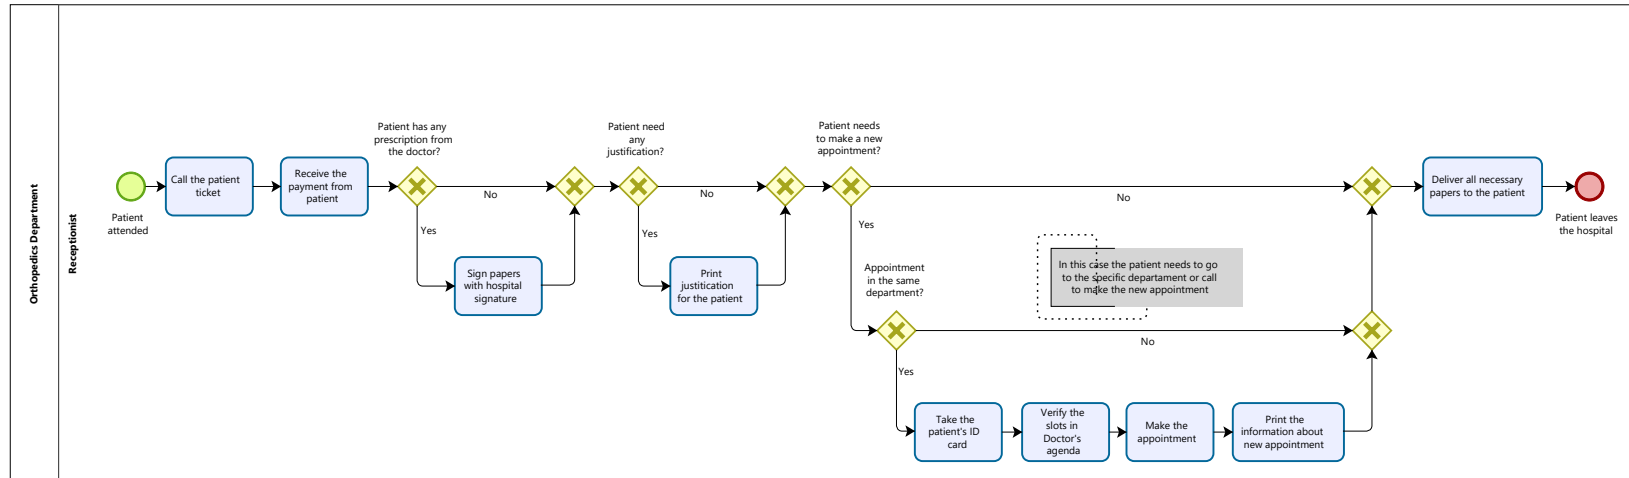 Orthopedics Department
Receptionist
Patient
attended
Call the patient
ticket
Receive the
payment from
patient
Patient has any
prescription from
the doctor?
No
Yes
Sign papers
with hospital
signature
Patient need
any
justification?
No
Yes
Print
justitication
for the patient
Patient needs
to make a new
appointment?
No
Yes
Appointment
in the same
department?
In this case the patient needs to go
to the specific departament or call
to make the new appointment
No
Yes
Take the
patient's ID
card
Verify the
slots in
Doctor's
agenda
Make the
appointment
Print the
information about
new appointment
Deliver all necessary
papers to the patient
Patient leaves
the hospital